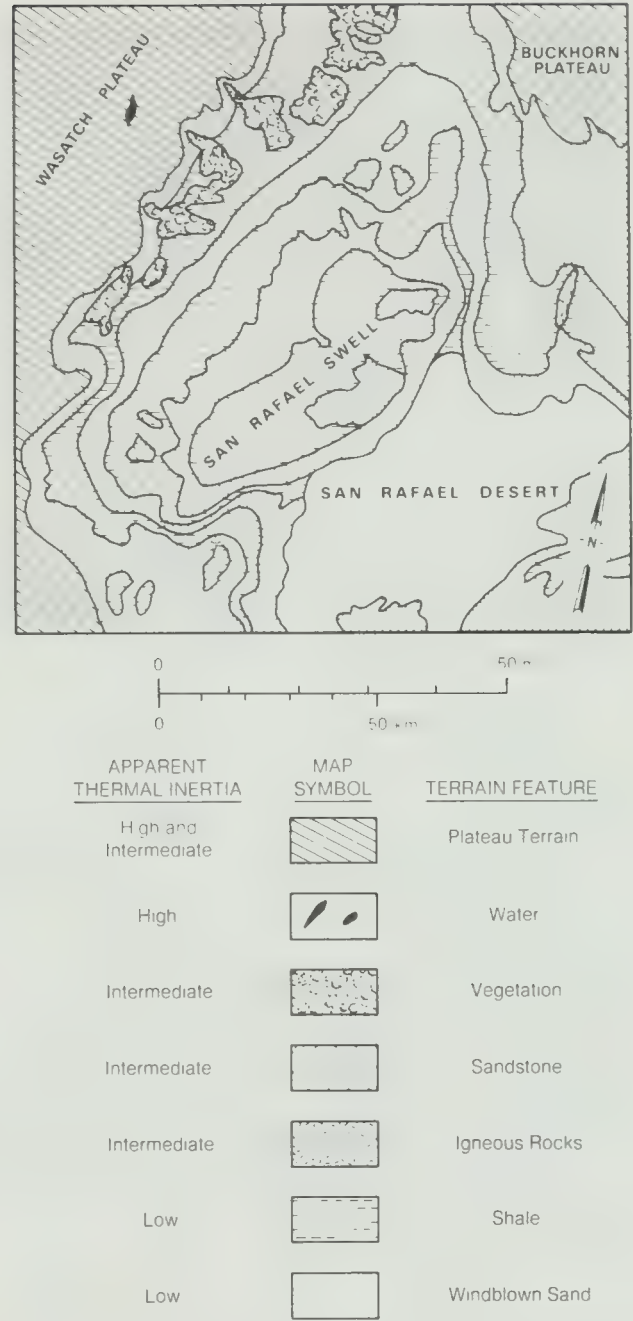 WASATCH PLATEAU
BUCKHORN
PLATEAU
SAN RAFAEL SWELL
SAN RAFAEL DESERT
-N-
0 50
0 50 km
APPARENT
THERMAL INERTIA
MAP
SYMBOL
TERRAIN FEATURE
High and
Intermediate
Plateau Terrain
High
Water
Intermediate
Vegetation
Intermediate
Sandstone
Intermediate
Igneous Rocks
Low
Shale
Low
Windblown Sand